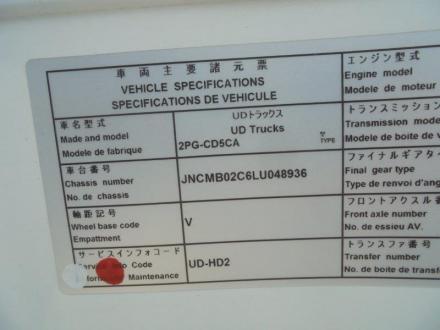 車両主要諸元票
VEHICLE SPECIFICATIONS
SPECIFICATIONS DE VEHICULE
車名型式
Made and model
Modele de fabrique
UDトラックス
UD Trucks
2PG-CD5CA
型
TYPE
車台番号
Chassis number
No. de chassis
JNCMB02C6LU048936
輪距記号
Wheel base code
Empattment
V
サービスインフォコード
Code
Maintenance
UD-HD2
エンジン型式
Engine model
Modele de moteur
トランスミッション
Transmission mode
Modele de boite de v
ファイナルギアタイ
Final gear type
Type de renvoi d'ang
フロントアクスル番
Front axle number
No. de essieu AV.
トランスファ番号
Transfer number
No. de boite de transf